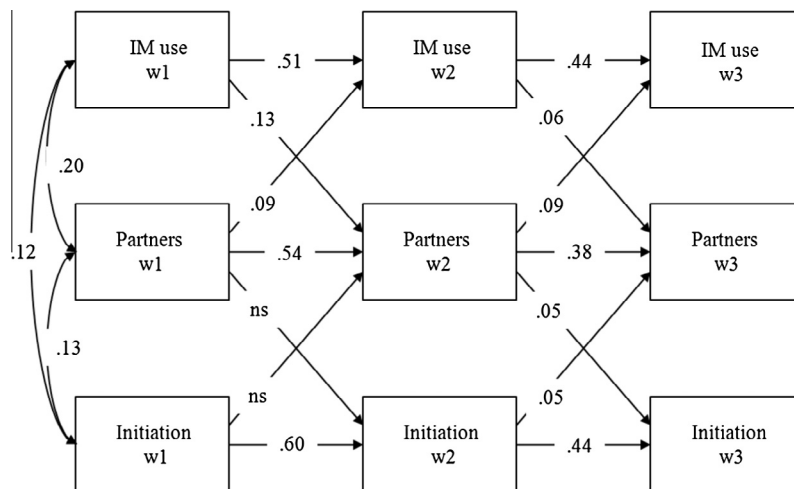 IM use
w1
.51
IM use
w2
.44
IM use
w3
.13
.06
.20
.09
.09
Partners
w1
.54
Partners
w2
.38
Partners
w3
.12
ns
.05
.13
ns
.05
Initiation
w1
.60
Initiation
w2
.44
Initiation
w3